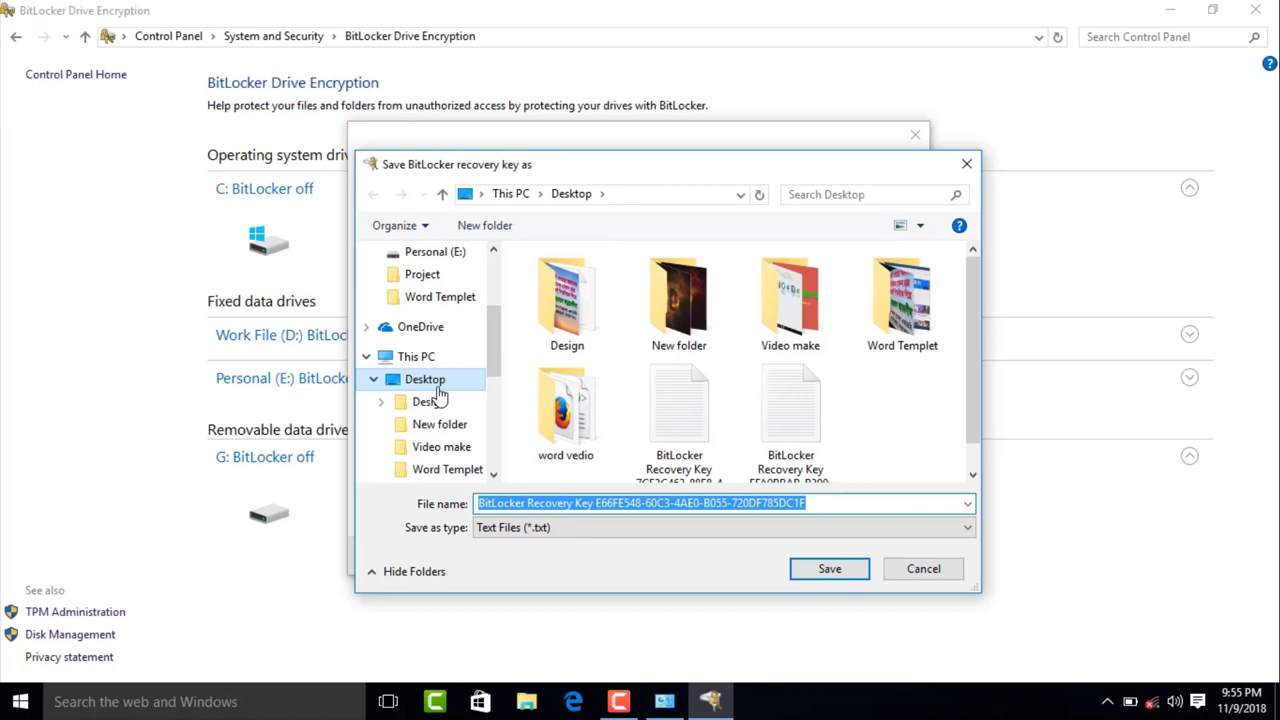 BitLocker Drive Encryption
Control Panel > System and Security > BitLocker Drive Encryption
Search Control Panel
Control Panel Home
BitLocker Drive Encryption
Help protect your files and folders from unauthorized access by protecting your drives with BitLocker.
Operating system driv
C: BitLocker off
Fixed data drives
Work File (D:) BitLoc
Personal (E:) BitLocke
Removable data drive
G: BitLocker off
See also
TPM Administration
Disk Management
Privacy statement
Save BitLocker recovery key as
This PC > Desktop >
Search Desktop
Organize
New folder
Personal (E:)
Project
Word Templet
OneDrive
This PC
Desktop
New folder
Video make
Word Templet
Design
New folder
Video make
Word Templet
word vedio
BitLocker
Recovery Key
BitLocker
Recovery Key
File name: BitLocker Recovery Key E66FE548-60C3-4AE0-B055-720DF785DC1F
Save as type: Text Files (*.txt)
Hide Folders
Save
Cancel
Search the web and Windows
9:55 PM
11/9/2018